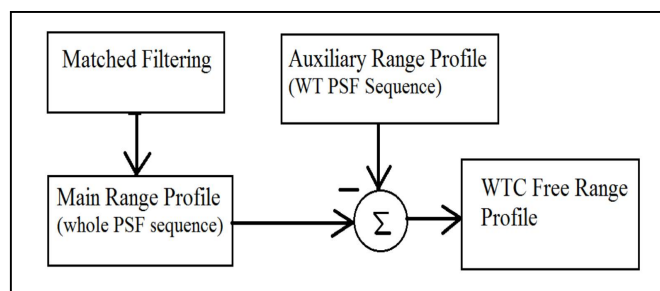 Matched Filtering
Auxiliary Range Profile
(WT PSF Sequence)
Main Range Profile
(whole PSF sequence)
−
Σ
WTC Free Range
Profile